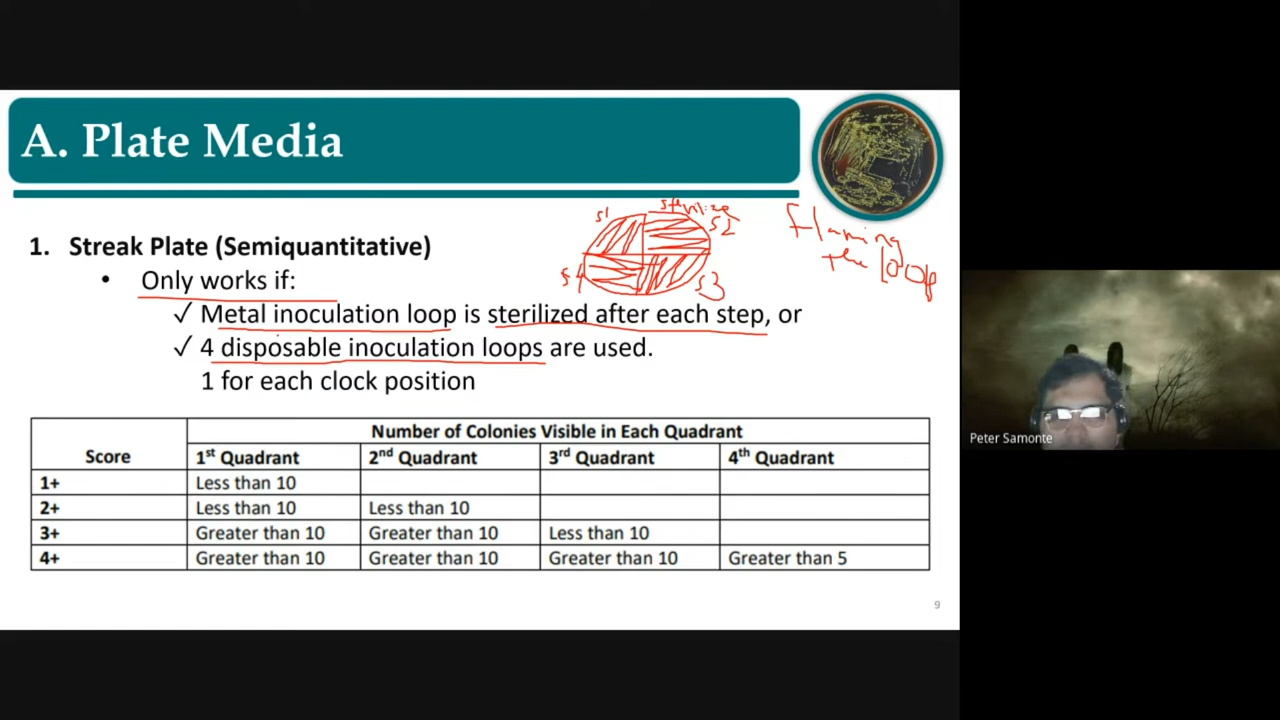 A. Plate Media
1. Streak Plate (Semiquantitative)
• Only works if:
✓ Metal inoculation loop is sterilized after each step, or
✓ 4 disposable inoculation loops are used.
1 for each clock position
s1
sterilize
s2
s3
s4
flaming
the loop
Score
Number of Colonies Visible in Each Quadrant
1st Quadrant 2nd Quadrant 3rd Quadrant 4th Quadrant
1+ Less than 10
2+ Less than 10 Less than 10
3+ Greater than 10 Greater than 10 Less than 10
4+ Greater than 10 Greater than 10 Greater than 10 Greater than 5
9
Peter Samonte